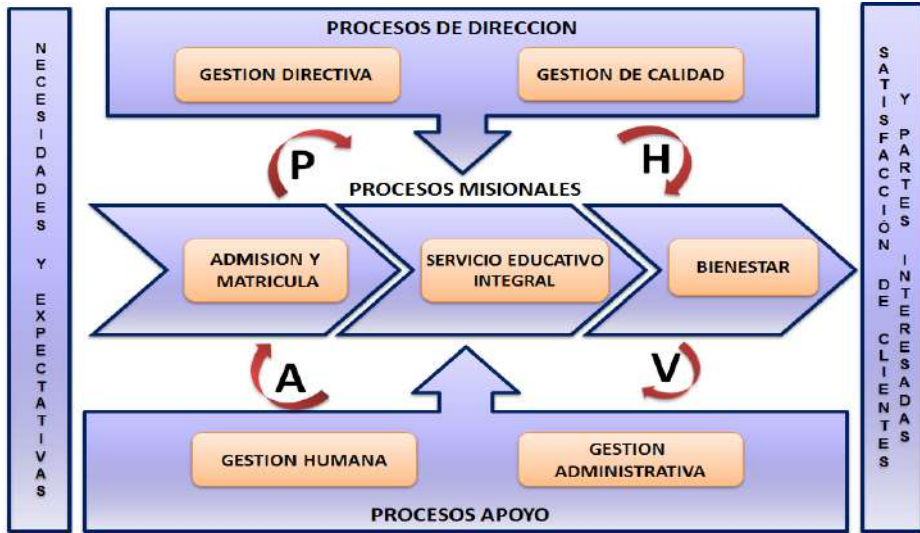 NECESIDADES Y EXPECTATIVAS
PROCESOS DE DIRECCION
GESTION DIRECTIVA
GESTION DE CALIDAD
P
H
PROCESOS MISIONALES
ADMISION Y
MATRICULA
SERVICIO EDUCATIVO
INTEGRAL
BIENESTAR
A
V
GESTION HUMANA
GESTION
ADMINISTRATIVA
PROCESOS APOYO
SATISFACCIÓN DE CLIENTES
Y PARTES INTERESADAS